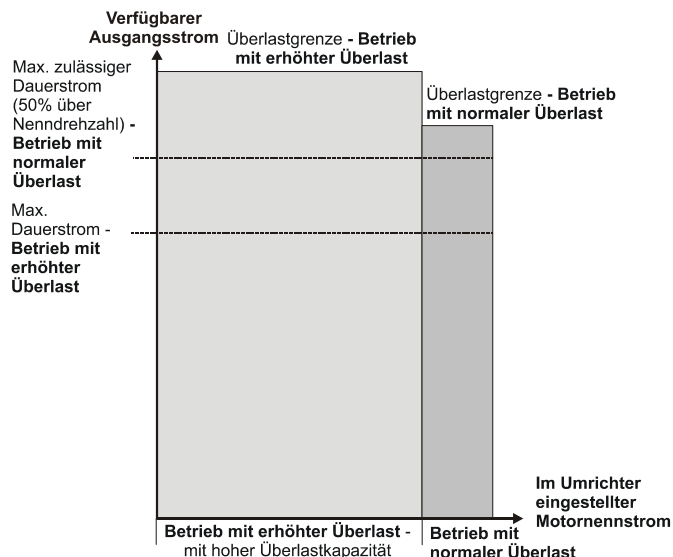 Verfügbarer
Ausgangsstrom
Überlastgrenze - Betrieb
mit erhöhter Überlast
Max. zulässiger
Dauerstrom
(50% über
Nenndrehzahl) -
Betrieb mit
normaler
Überlast
Überlastgrenze - Betrieb
mit normaler Überlast
Max.
Dauerstrom -
Betrieb mit
erhöhter
Überlast
Im Umrichter
eingestellter
Motornennstrom
Betrieb mit erhöhter Überlast -
mit hoher Überlastkapazität
Betrieb mit
normaler Überlast